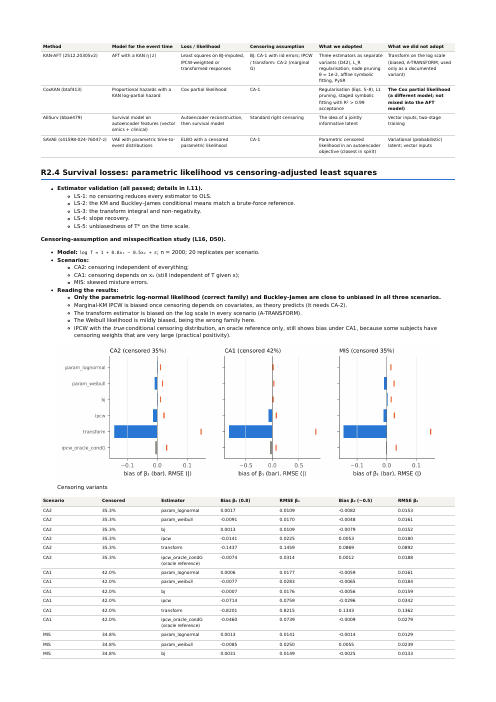 Method Model for the event time Loss / likelihood Censoring assumption What we adopted What we did not adopt
KAN-AFT (2512.20305v2) AFT with a KAN η(·) Least squares on BJ-imputed, IPCW-weighted or transformed responses BJ: CA-1 with iid errors; IPCW / transform: CA-2 (marginal G) Three estimators as separate variants (D42), L_R regularisation, node pruning θ = 1e-2, affine symbolic fitting, PySR Transform on the log scale (biased, A-TRANSFORM, used only as a documented variant)
CoxKAN (btaf413) Proportional hazards with a KAN log-partial hazard Cox partial likelihood Regularisation (Eqs. 5–8), L1 pruning, staged symbolic fitting with R² > 0.99 acceptance The Cox partial likelihood (a different model; not mixed into the AFT model)
AESurv (bbae479) Survival model on autoencoder features (vector omics + clinical) Autoencoder reconstruction, then survival model Standard right censoring The idea of a jointly informative latent Vector inputs, two-stage training
SAVAE (s41598-024-76047-z) VAE with parametric time-to-event distributions ELBO with a censored parametric likelihood CA-1 Parametric censored likelihood in an autoencoder objective (closest in spirit) Variational (probabilistic) latent; vector inputs
R2.4 Survival losses: parametric likelihood vs censoring-adjusted least squares
• Estimator validation (all passed; details in I.11).
LS-1: no censoring reduces every estimator to OLS.
LS-2: the KM and Buckley-James conditional means match a brute-force reference.
LS-3: the transform integral and non-negativity.
LS-4: slope recovery.
LS-5: unbiasedness of T* on the time scale.
Censoring-assumption and misspecification study (L16, D50).
• Model: log T = 1 + 0.8x₁ − 0.5x₂ + ε; n = 2000; 20 replicates per scenario.
• Scenarios:
CA2: censoring independent of everything;
CA1: censoring depends on x₁ (still independent of T given x);
MIS: skewed mixture errors.
• Reading the results:
Only the parametric log-normal likelihood (correct family) and Buckley-James are close to unbiased in all three scenarios.
Marginal-KM IPCW is biased once censoring depends on covariates, as theory predicts (it needs CA-2).
The transform estimator is biased on the log scale in every scenario (A-TRANSFORM).
The Weibull likelihood is mildly biased, being the wrong family here.
IPCW with the true conditional censoring distribution, an oracle reference only, still shows bias under CA1, because some subjects have censoring weights that are very large (practical positivity).
CA2 (censored 35%) CA1 (censored 42%) MIS (censored 35%)
param_lognormal
param_weibull
bj
ipcw
transform
ipcw_oracle_condG
−0.1 0.0 0.1 −0.5 0.0 0.5 −0.1 0.0 0.1
bias of β₁ (bar), RMSE (|) bias of β₁ (bar), RMSE (|) bias of β₁ (bar), RMSE (|)
Censoring variants
Scenario Censored Estimator Bias β₁ (0.8) RMSE β₁ Bias β₂ (−0.5) RMSE β₂
CA2 35.3% param_lognormal 0.0017 0.0109 -0.0082 0.0153
CA2 35.3% param_weibull -0.0091 0.0170 -0.0048 0.0161
CA2 35.3% bj 0.0013 0.0109 -0.0079 0.0152
CA2 35.3% ipcw -0.0141 0.0225 0.0053 0.0180
CA2 35.3% transform -0.1437 0.1459 0.0869 0.0892
CA2 35.3% ipcw_oracle_condG (oracle reference) -0.0074 0.0314 0.0012 0.0188
CA1 42.0% param_lognormal 0.0006 0.0177 -0.0059 0.0161
CA1 42.0% param_weibull -0.0077 0.0283 -0.0065 0.0184
CA1 42.0% bj -0.0007 0.0176 -0.0056 0.0159
CA1 42.0% ipcw -0.0714 0.0759 -0.0296 0.0342
CA1 42.0% transform -0.8201 0.8215 0.1343 0.1362
CA1 42.0% ipcw_oracle_condG (oracle reference) -0.0460 0.0739 -0.0009 0.0279
MIS 34.8% param_lognormal 0.0013 0.0141 -0.0014 0.0129
MIS 34.8% param_weibull -0.0085 0.0250 0.0055 0.0239
MIS 34.8% bj 0.0031 0.0149 -0.0025 0.0133